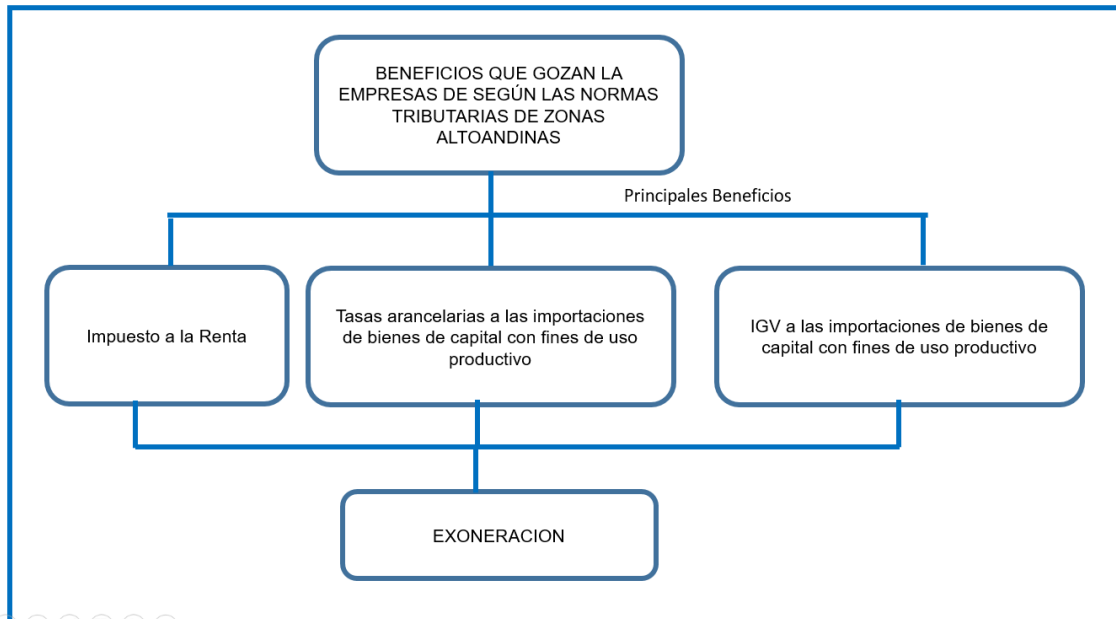 BENEFICIOS QUE GOZAN LA
EMPRESAS DE SEGÚN LAS NORMAS
TRIBUTARIAS DE ZONAS
ALTOANDINAS
Principales Beneficios
Impuesto a la Renta
Tasas arancelarias a las importaciones
de bienes de capital con fines de uso
productivo
IGV a las importaciones de bienes de
capital con fines de uso productivo
EXONERACION